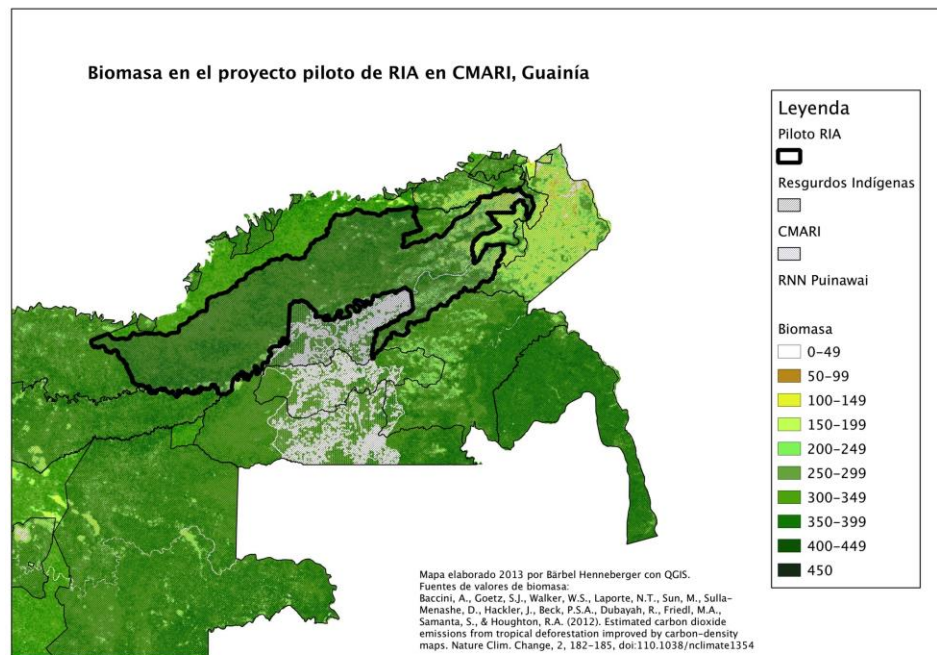 Biomasa en el proyecto piloto de RIA en CMARI, Guainía
Leyenda
Piloto RIA
Resgurdos Indígenas
CMARI
RNN Puinawai
Biomasa
0-49
50-99
100-149
150-199
200-249
250-299
300-349
350-399
400-449
450
Mapa elaborado 2013 por Bärbel Henneberger con QGIS.
Fuentes de valores de biomasa:
Baccini, A., Goetz, S.J., Walker, W.S., Laporte, N.T., Sun, M., Sulla-
Menashe, D., Hackler, J., Beck, P.S.A., Dubayah, R., Friedl, M.A.,
Samanta, S., & Houghton, R.A. (2012). Estimated carbon dioxide
emissions from tropical deforestation improved by carbon-density
maps. Nature Clim. Change, 2, 182-185, doi:110.1038/nclimate1354